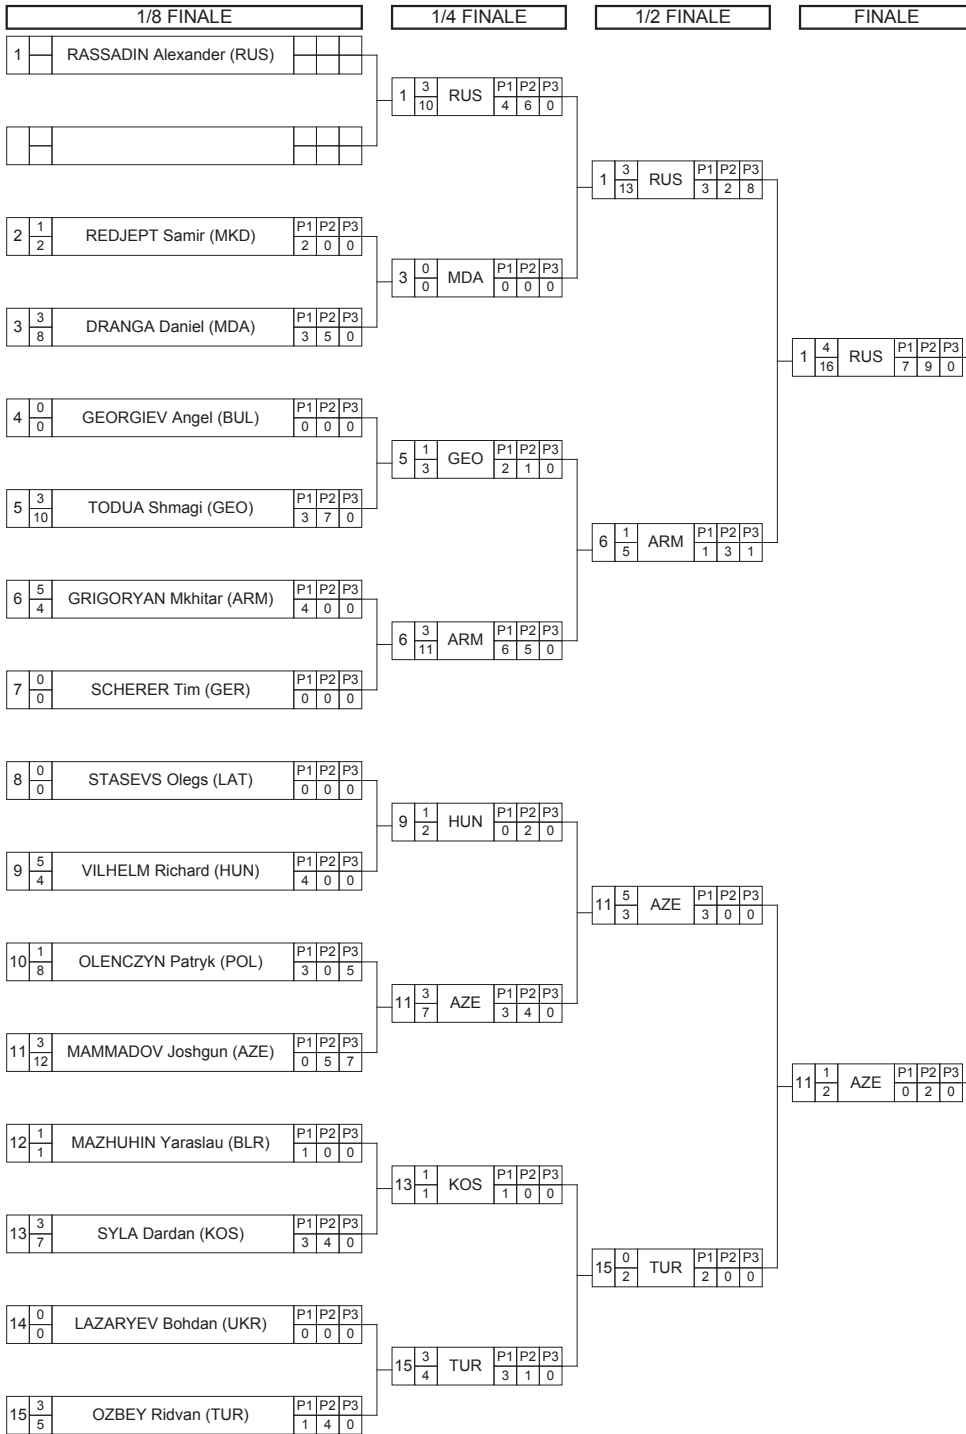 1/8 FINALE 1/4 FINALE 1/2 FINALE FINALE
1 RASSADIN Alexander (RUS)
1 3 10 RUS P1 P2 P3 4 6 0
1 3 13 RUS P1 P2 P3 3 2 8
2 1 2 REDJEPT Samir (MKD) P1 P2 P3 2 0 0
3 0 0 MDA P1 P2 P3 0 0 0
3 3 8 DRANGA Daniel (MDA) P1 P2 P3 3 5 0
1 4 16 RUS P1 P2 P3 7 9 0
4 0 0 GEORGIEV Angel (BUL) P1 P2 P3 0 0 0
5 1 3 GEO P1 P2 P3 2 1 0
5 3 10 TODUA Shmagi (GEO) P1 P2 P3 3 7 0
6 1 5 ARM P1 P2 P3 1 3 1
6 5 4 GRIGORYAN Mkhitar (ARM) P1 P2 P3 4 0 0
6 3 11 ARM P1 P2 P3 6 5 0
7 0 0 SCHERER Tim (GER) P1 P2 P3 0 0 0
8 0 0 STASEVS Olegs (LAT) P1 P2 P3 0 0 0
9 1 2 HUN P1 P2 P3 0 2 0
9 5 4 VILHELM Richard (HUN) P1 P2 P3 4 0 0
11 5 3 AZE P1 P2 P3 3 0 0
10 1 8 OLENCZYN Patryk (POL) P1 P2 P3 3 0 5
11 3 7 AZE P1 P2 P3 3 4 0
11 3 12 MAMMADOV Joshgun (AZE) P1 P2 P3 0 5 7
11 1 2 AZE P1 P2 P3 0 2 0
12 1 1 MAZHUHIN Yaraslau (BLR) P1 P2 P3 1 0 0
13 1 1 KOS P1 P2 P3 1 0 0
13 3 7 SYLA Dardan (KOS) P1 P2 P3 3 4 0
15 0 2 TUR P1 P2 P3 2 0 0
14 0 0 LAZARYEV Bohdan (UKR) P1 P2 P3 0 0 0
15 3 4 TUR P1 P2 P3 3 1 0
15 3 5 OZBEY Ridvan (TUR) P1 P2 P3 1 4 0